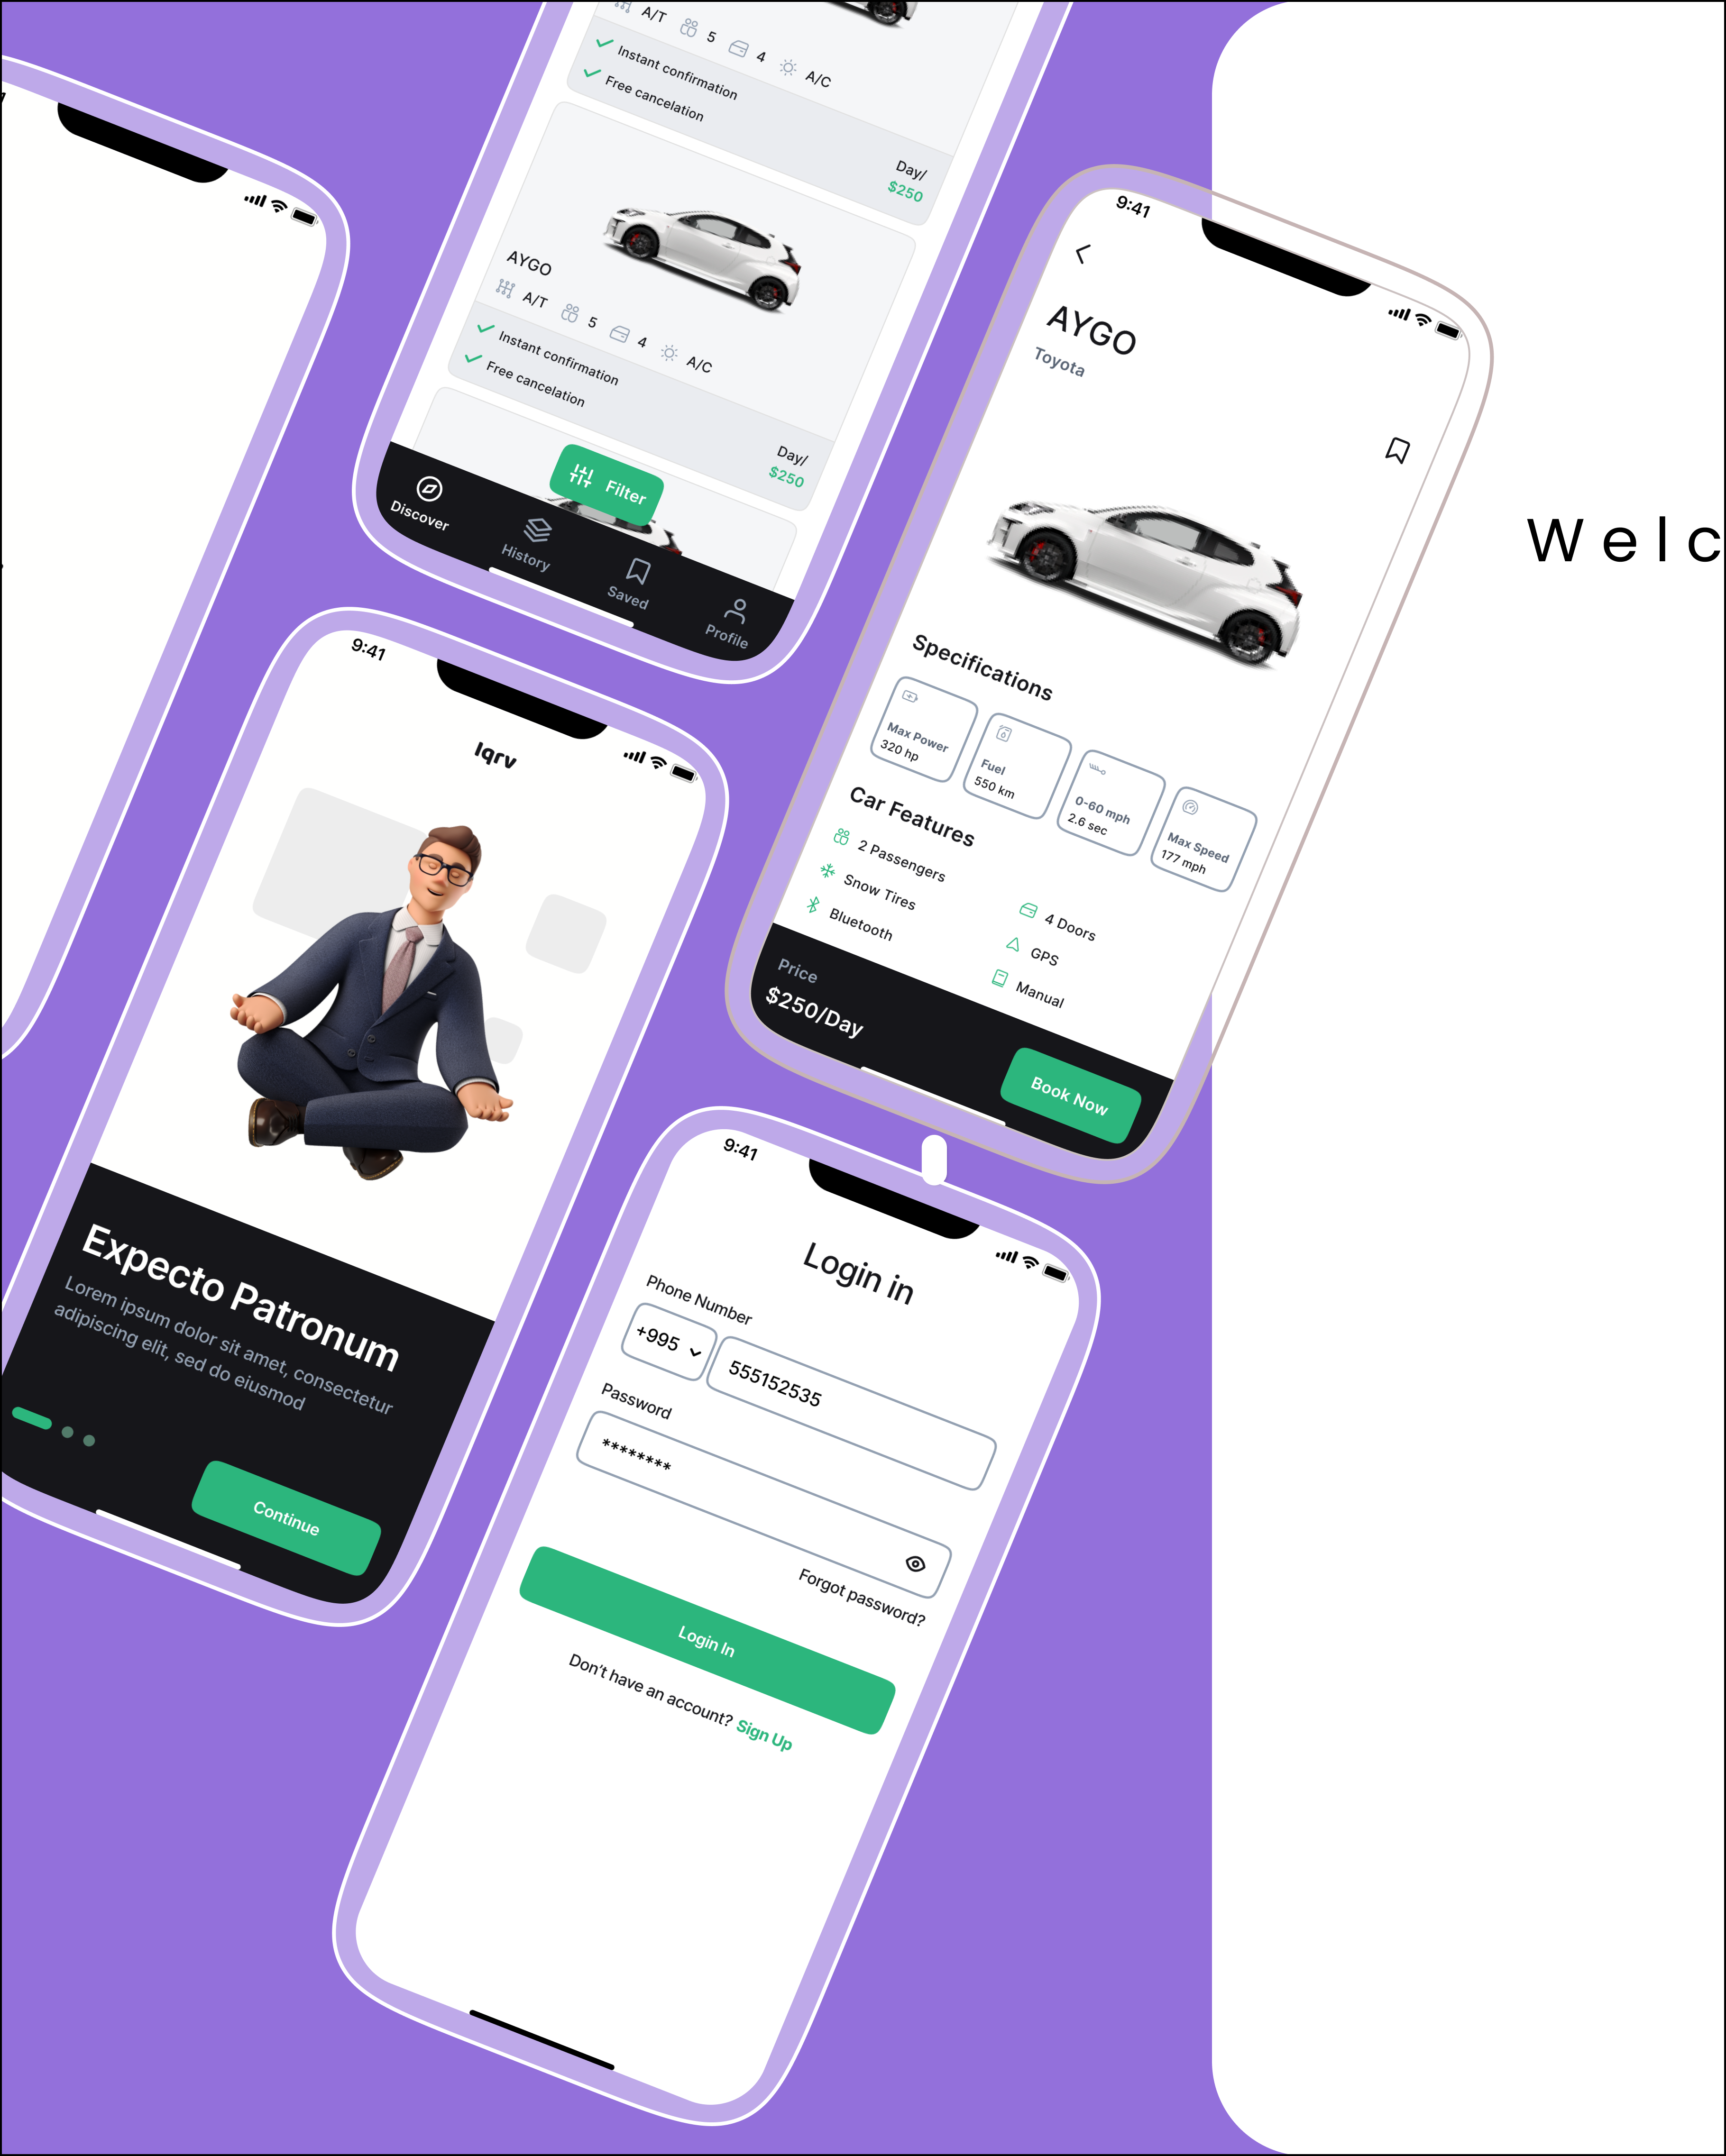 A/T 5 4 A/C
Instant confirmation
Free cancelation
Day/
$250
AYGO
A/T 5 4 A/C
Instant confirmation
Free cancelation
Day/
$250
Filter
Discover
History
Saved
Profile
9:41
AYGO
Toyota
Specifications
Max Power
320 hp
Fuel
550 km
0-60 mph
2.6 sec
Max Speed
177 mph
Car Features
2 Passengers
Snow Tires
Bluetooth
4 Doors
GPS
Manual
Price
$250/Day
Book Now
Welc
9:41
Iqrv
Expecto Patronum
Lorem ipsum dolor sit amet, consectetur
adipiscing elit, sed do eiusmod
Continue
9:41
Login in
Phone Number
+995 555152535
Password
********
Forgot password?
Login In
Don't have an account? Sign Up